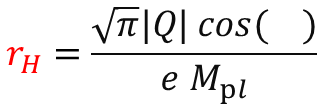 r_H = √π|Q| cos(  ) / e M_pl